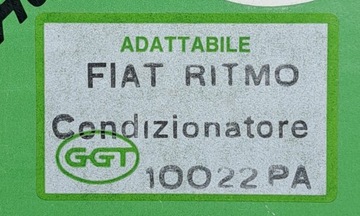 ADATTABILE
FIAT RITMO
Condizionatore
GGT
10022 PA